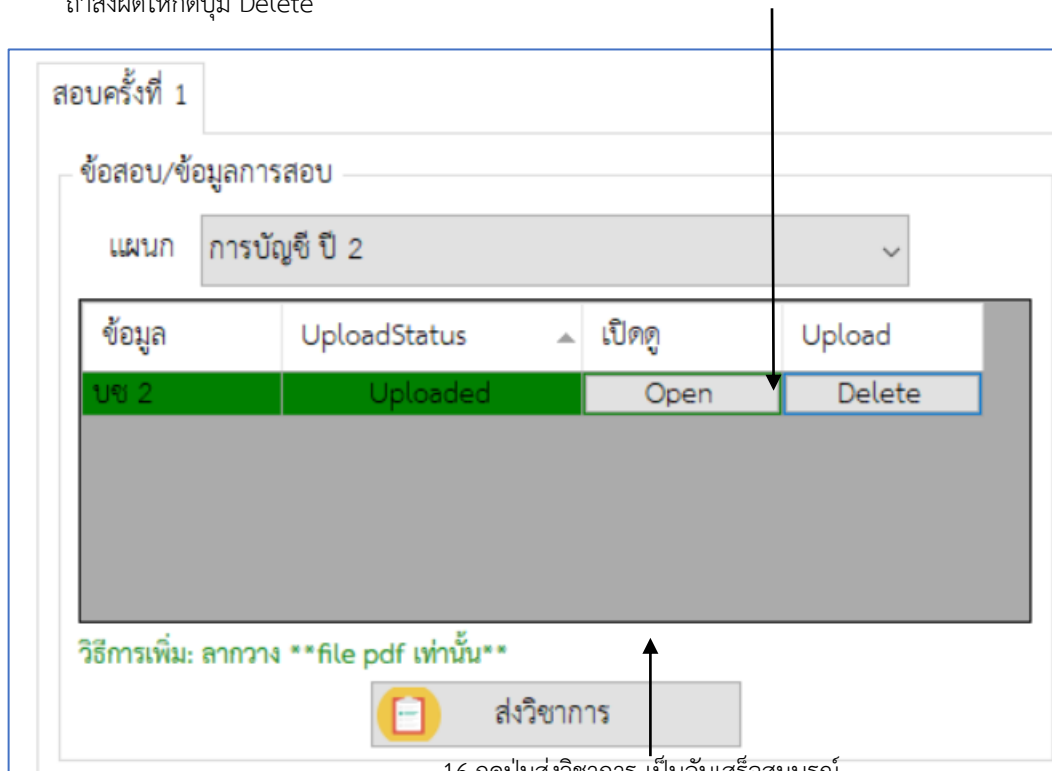 ถ้าส่งผิดให้กดปุ่ม Delete
สอบครั้งที่ 1
ข้อสอบ/ข้อมูลการสอบ
แผนก การบัญชี ปี 2
ข้อมูล UploadStatus เปิดดู Upload
บช 2 Uploaded Open Delete
วิธีการเพิ่ม: ลากวาง **file pdf เท่านั้น**
ส่งวิชาการ
16.กดปุ่มส่งวิชาการ เป็นอันเสร็จสมบูรณ์